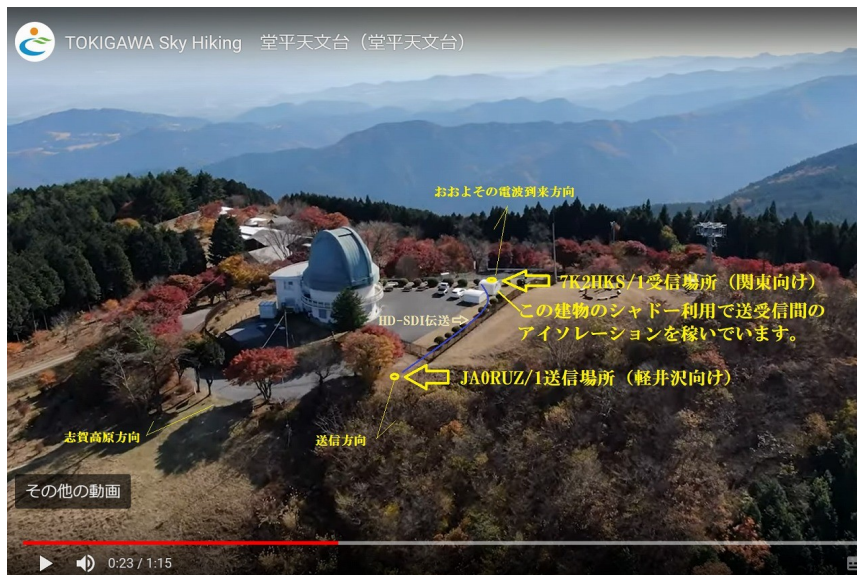 TOKIGAWA Sky Hiking 堂平天文台（堂平天文台）
おおよその電波到来方向
7K2HKS/1受信場所（関東向け）
この建物のシャドー利用で送受信間の
アイソレーションを稼いでいます。
HD-SDI伝送⇨
JA0RUZ/1送信場所（軽井沢向け）
志賀高原方向
送信方向
その他の動画
0:23 / 1:15